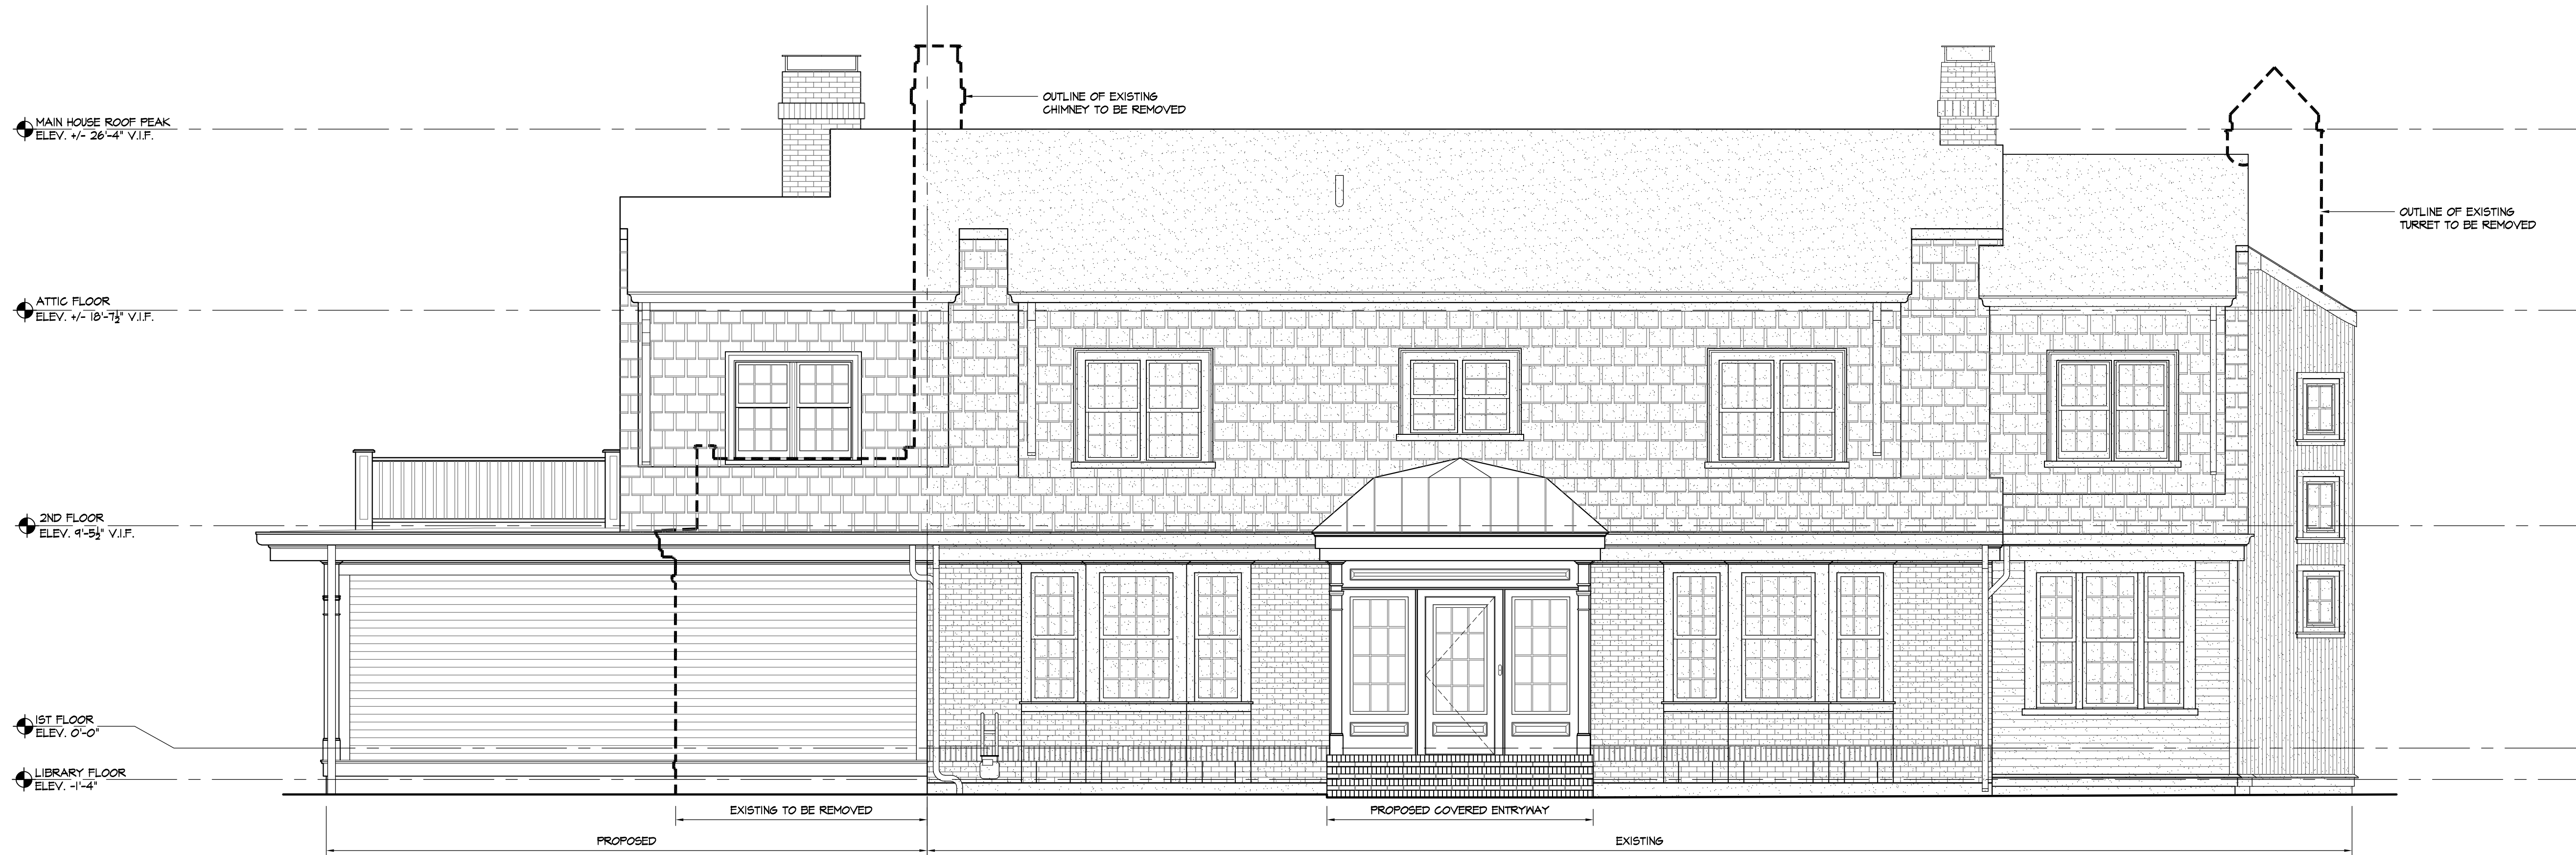 OUTLINE OF EXISTING
CHIMNEY TO BE REMOVED
MAIN HOUSE ROOF PEAK
ELEV. +/- 26'-4" V.I.F.
OUTLINE OF EXISTING
TURRET TO BE REMOVED
ATTIC FLOOR
ELEV. +/- 18'-7½" V.I.F.
2ND FLOOR
ELEV. 9'-5½" V.I.F.
1ST FLOOR
ELEV. 0'-0"
LIBRARY FLOOR
ELEV. -1'-4"
EXISTING TO BE REMOVED
PROPOSED COVERED ENTRYWAY
PROPOSED
EXISTING